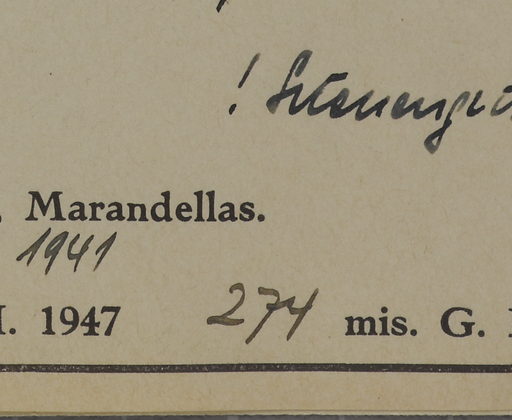 !
, Marandellas.
1941
I. 1947 274 mis. G.